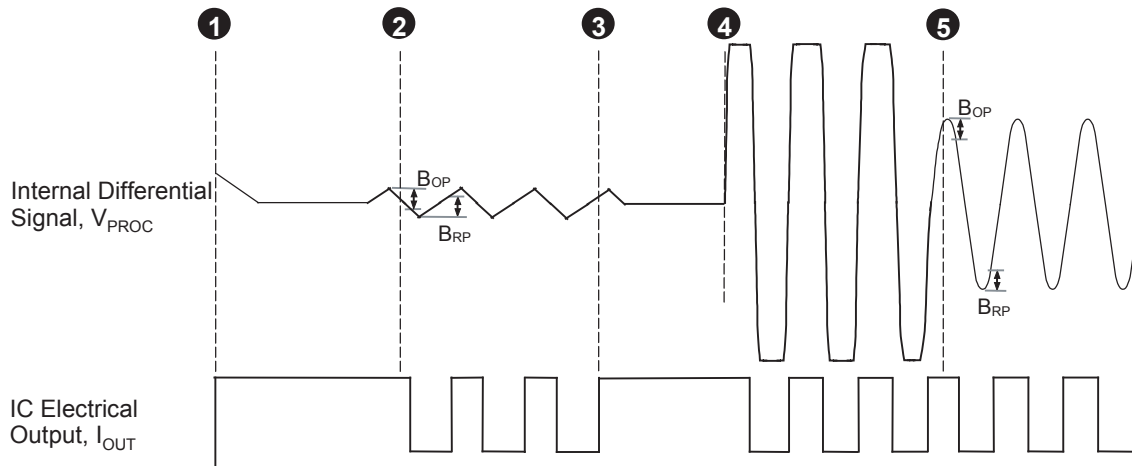 1 2 3 4 5
Internal Differential
Signal, VPROC
BOP
BRP
BOP
BRP
IC Electrical
Output, IOUT